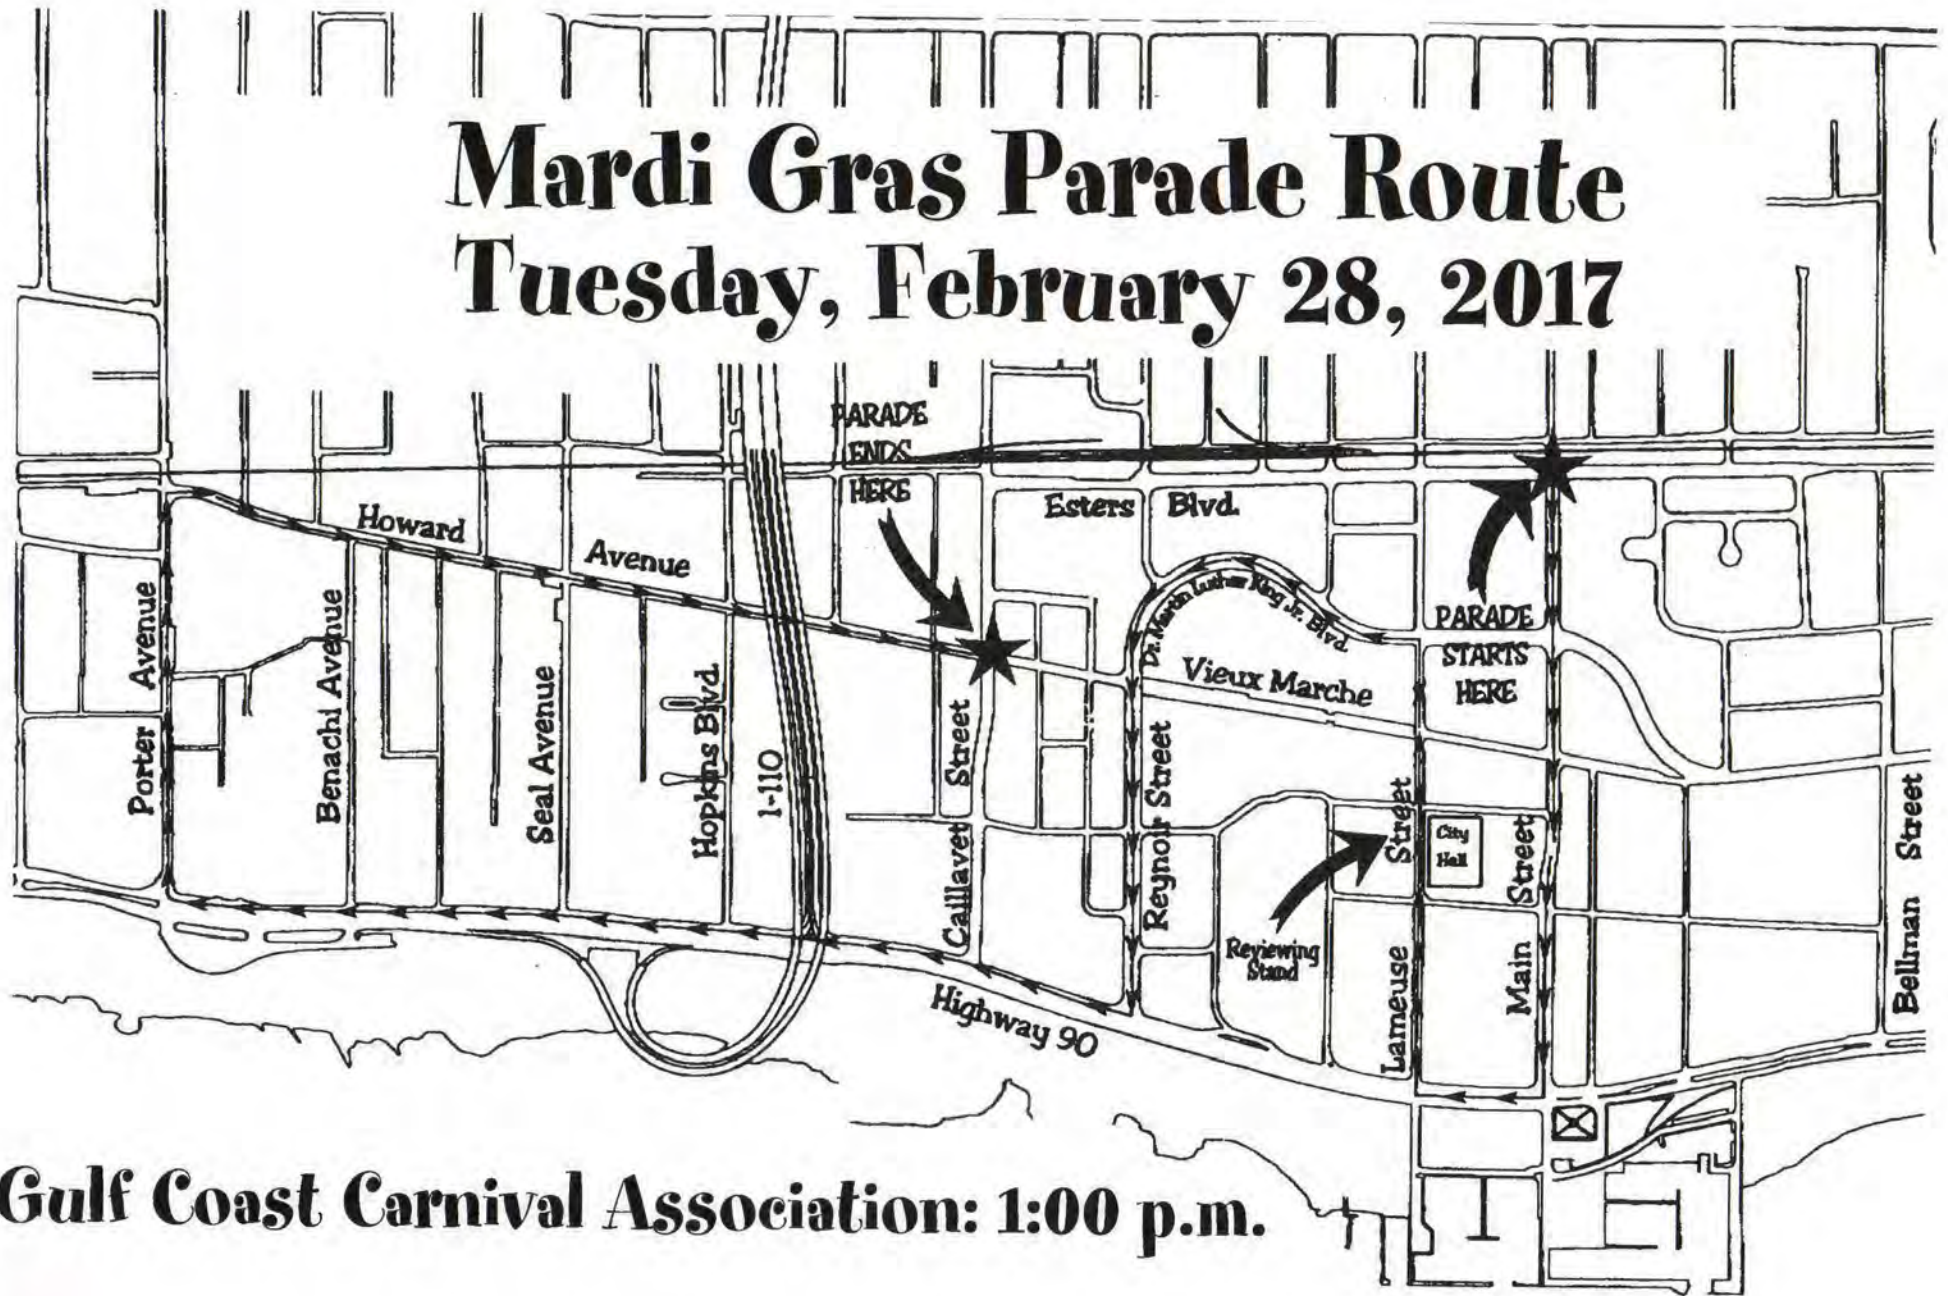 Mardi Gras Parade Route
Tuesday, February 28, 2017
PARADE
ENDS
HERE
Esters Blvd.
Howard
Avenue
Dr. Martin Luther King Jr. Blvd.
PARADE
STARTS
HERE
Vieux Marche
Porter Avenue
Benachi Avenue
Seal Avenue
Hopkins Blvd.
I-110
Caillavet Street
Reynoir Street
Reviewing
Stand
Lameuse Street
City
Hall
Main Street
Bellman Street
Highway 90
Gulf Coast Carnival Association: 1:00 p.m.